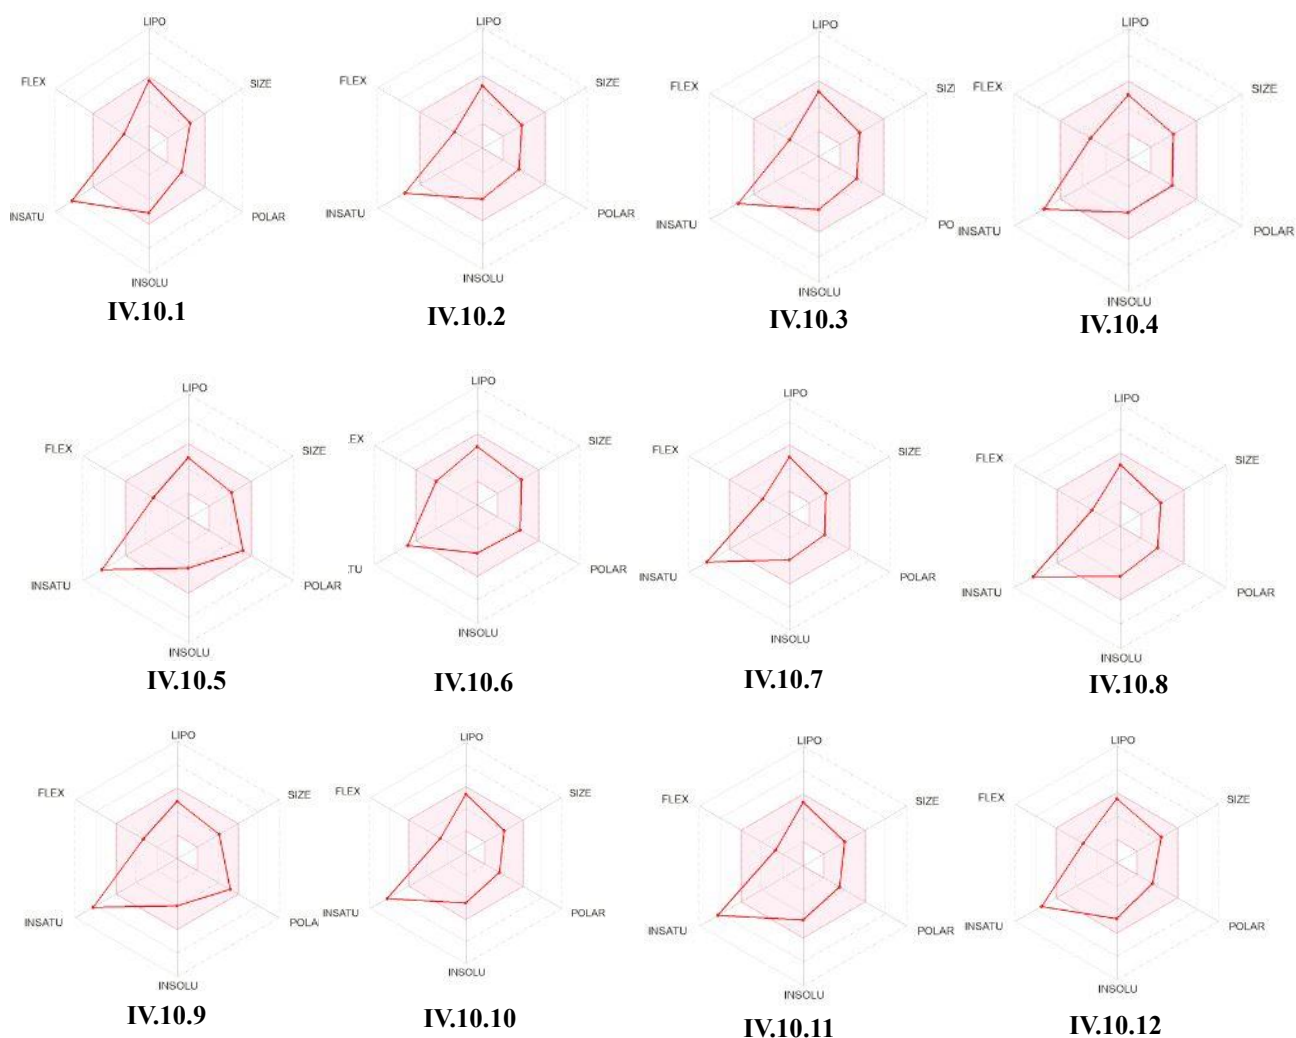 LIPO
FLEX
SIZE
INSATU
POLAR
INSOLU
IV.10.1
LIPO
FLEX
SIZE
INSATU
POLAR
INSOLU
IV.10.2
LIPO
FLEX
SIZ
INSATU
PO
INSOLU
IV.10.3
LIPO
FLEX
SIZE
INSATU
POLAR
INSOLU
IV.10.4
LIPO
FLEX
SIZE
INSATU
POLAR
INSOLU
IV.10.5
LIPO
EX
SIZE
TU
POLAR
INSOLU
IV.10.6
LIPO
FLEX
SIZE
INSATU
POLAR
INSOLU
IV.10.7
LIPO
FLEX
SIZE
INSATU
POLAR
INSOLU
IV.10.8
LIPO
FLEX
SIZE
INSATU
POLA
INSOLU
IV.10.9
LIPO
FLEX
SIZE
INSATU
POLAR
INSOLU
IV.10.10
LIPO
FLEX
SIZE
INSATU
POLAR
INSOLU
IV.10.11
LIPO
FLEX
SIZE
INSATU
POLAR
INSOLU
IV.10.12